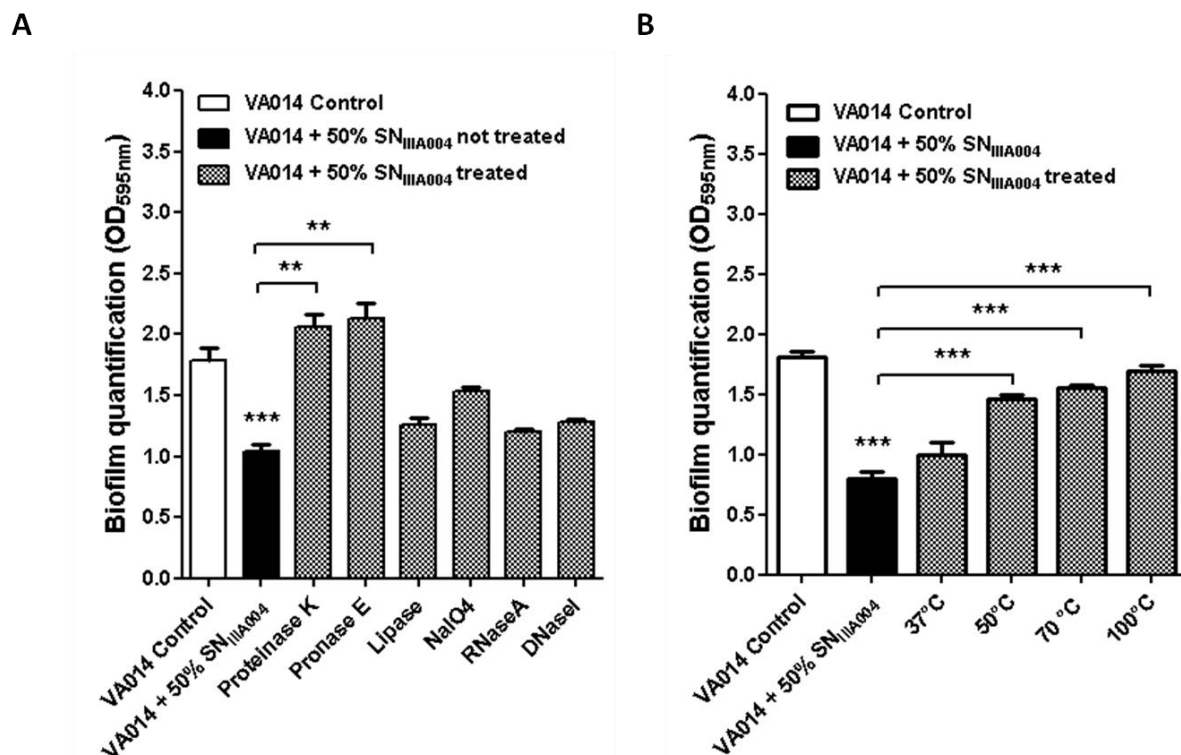 A
Biofilm quantification (OD595nm)
4.0
3.5
3.0
2.5
2.0
1.5
1.0
0.5
0.0
VA014 Control
VA014 + 50% SNIIIA004 not treated
VA014 + 50% SNIIIA004 treated
**
**
***
VA014 Control
VA014 + 50% SNIIIA004
Proteinase K
Pronase E
Lipase
NaIO4
RNaseA
DNaseI
B
Biofilm quantification (OD595nm)
4.0
3.5
3.0
2.5
2.0
1.5
1.0
0.5
0.0
VA014 Control
VA014 + 50% SNIIIA004
VA014 + 50% SNIIIA004 treated
***
***
***
***
VA014 Control
VA014 + 50% SNIIIA004
37°C
50°C
70 °C
100°C